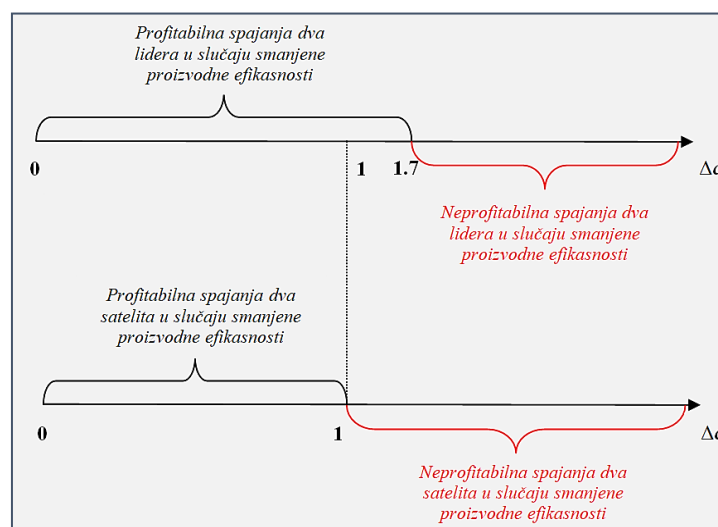 Profitabilna spajanja dva
lidera u slučaju smanjene
proizvodne efikasnosti
0
1
1.7
Δc
Neprofitabilna spajanja dva
lidera u slučaju smanjene
proizvodne efikasnosti
Profitabilna spajanja dva
satelita u slučaju smanjene
proizvodne efikasnosti
0
1
Δc
Neprofitabilna spajanja dva
satelita u slučaju smanjene
proizvodne efikasnosti